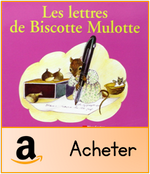 Les lettres
de Biscotte Mulotte
a Acheter